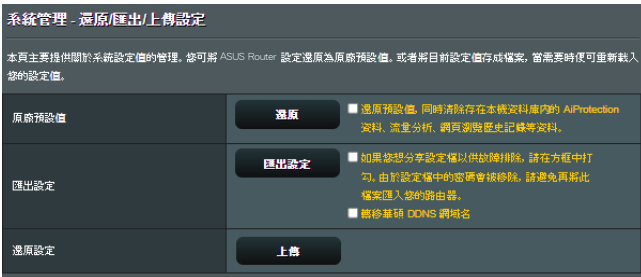 系統管理 - 還原/匯出/上傳設定
本頁主要提供關於系統設定值的管理。您可將 ASUS Router 設定還原為原廠預設值。或者將目前設定值存成檔案，當需要時便可重新載入
您的設定值。
原廠預設值
還原
還原預設值，同時清除存在本機資料庫內的 AiProtection
資料、流量分析、網頁瀏覽歷史記錄等資料。
匯出設定
匯出設定
如果您想分享設定檔以供故障排除，請在方框中打
勾。由於設定檔中的密碼會被移除，請避免再將此
檔案匯入您的路由器。
轉移華碩 DDNS 網域名
還原設定
上傳